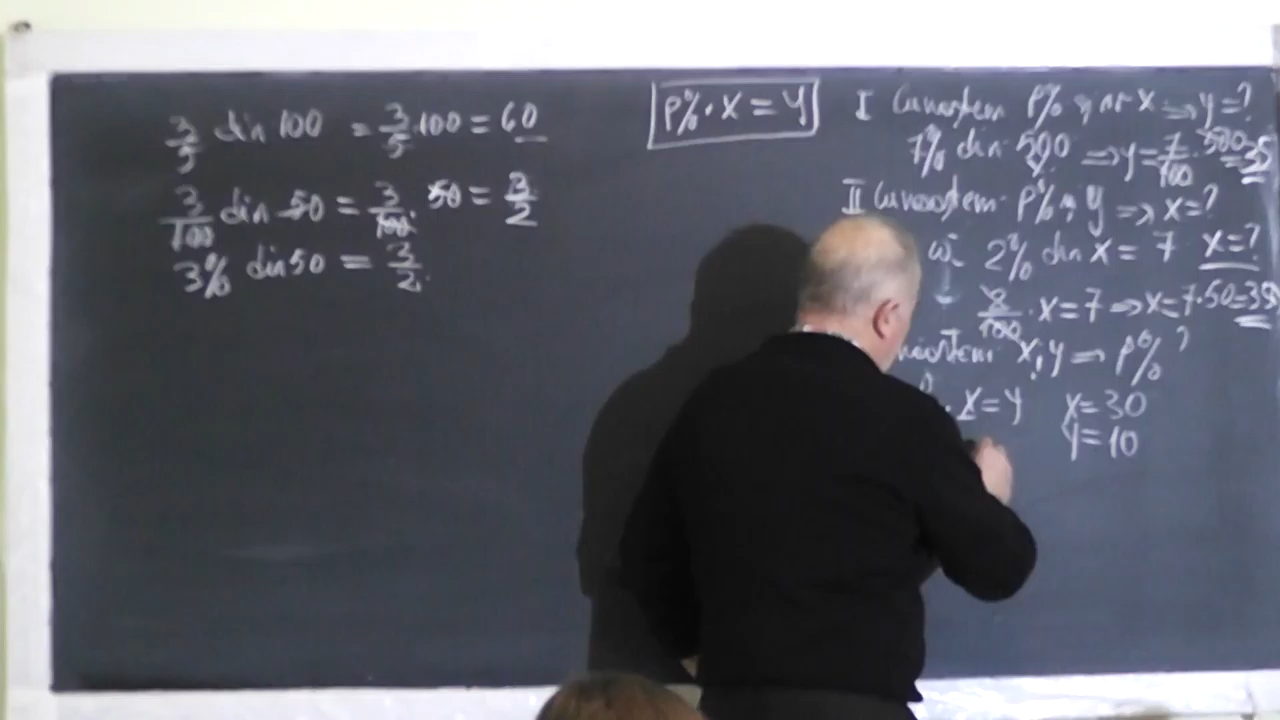 3/5 din 100 = 3/5 · 100 = 60
3/100 din 50 = 3/100 · 50 = 3/2
3% din 50 = 3/2
p% · x = y
I Cunoaștem p% și nr x ⇒ y = ?
7% din 500 ⇒ y = 7/100 · 500 = 35
II Cunoaștem p% și y ⇒ x = ?
2% din x = 7 x = ?
2/100 · x = 7 ⇒ x = 7 · 50 = 35
x, y ⇒ p% ?
· x = y x = 30
y = 10